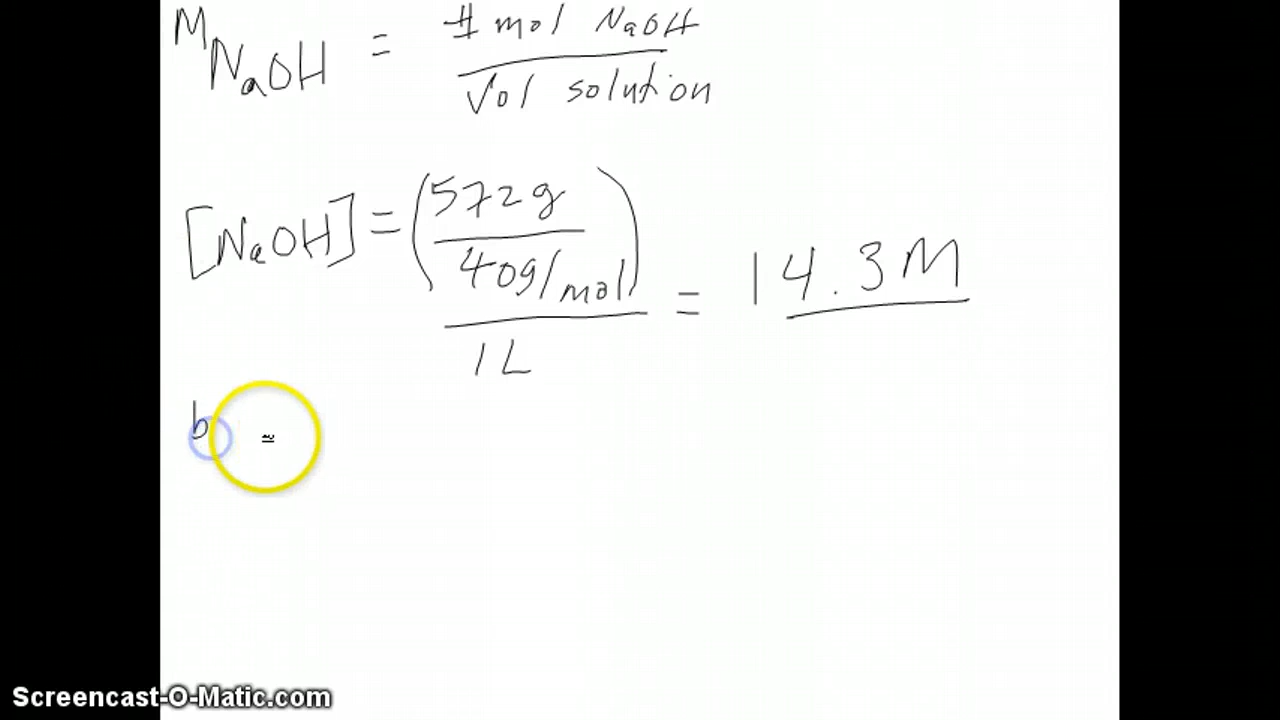 M NaOH = # mol NaOH
Vol solution
[NaOH] = (572g
40g/mol)
1L
= 14.3M
b
Screencast-O-Matic.com